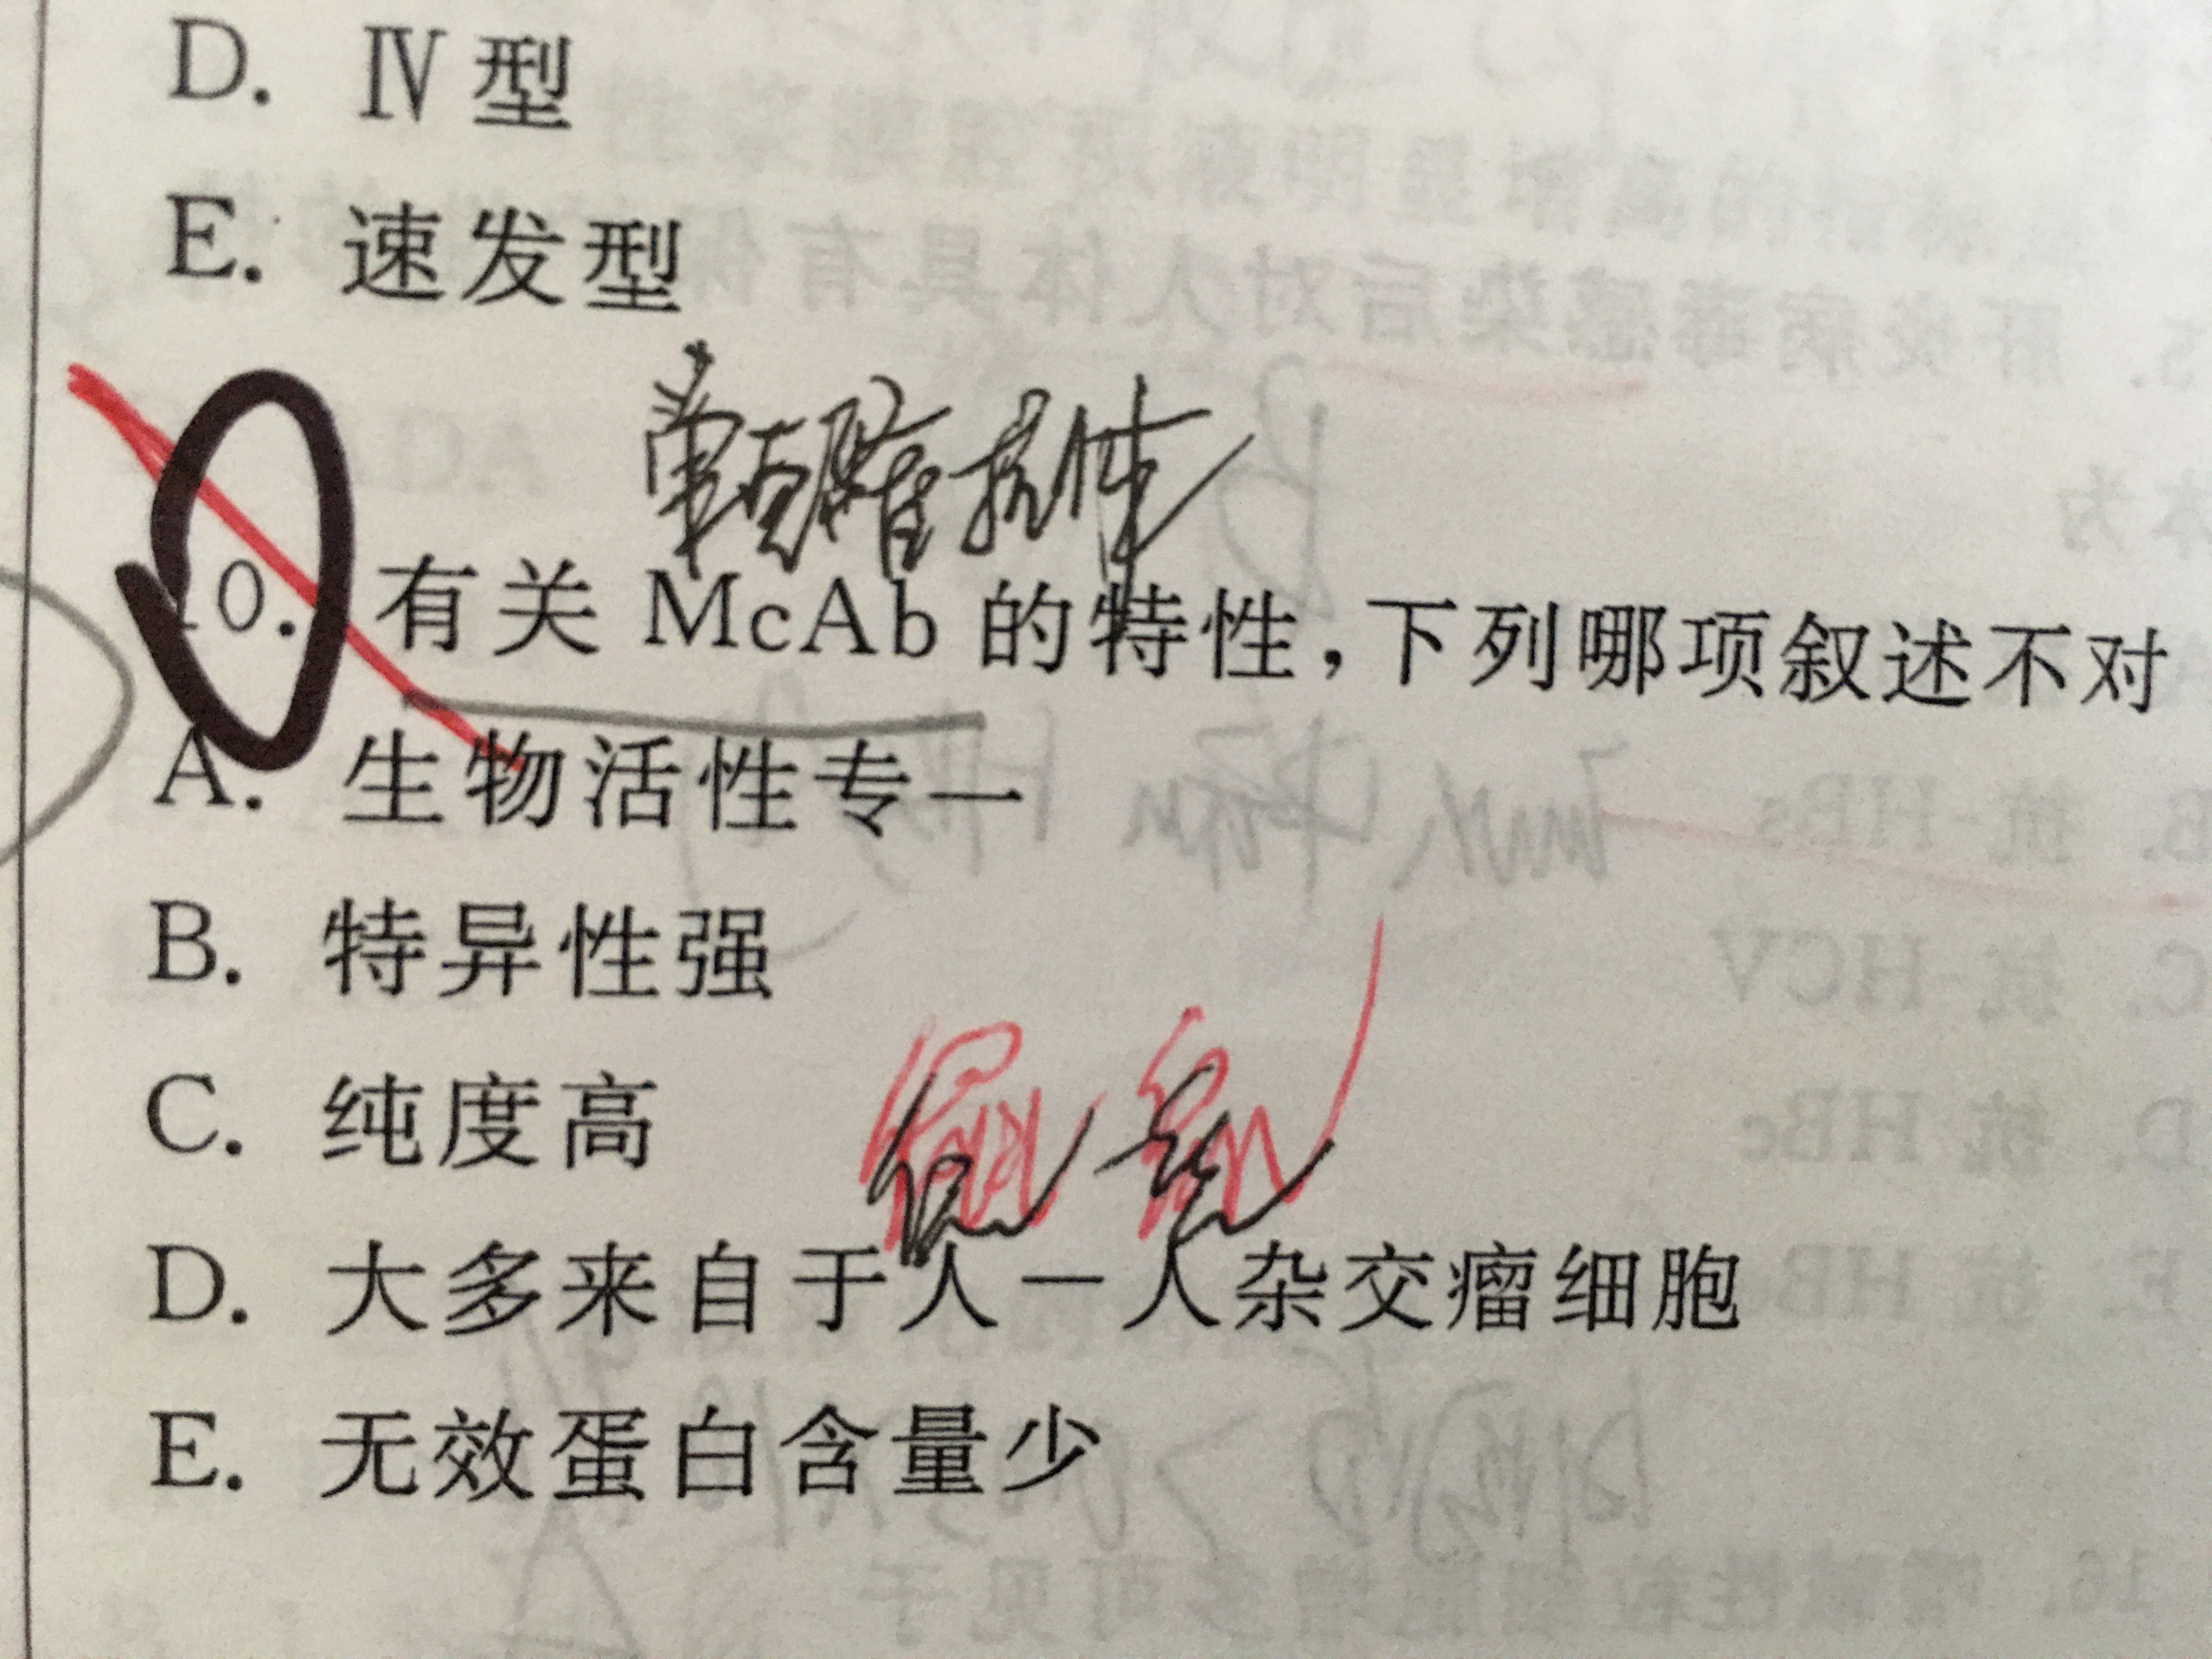 D. Ⅳ型
E. 速发型
10. 有关 McAb 的特性，下列哪项叙述不对
A. 生物活性专一
B. 特异性强
C. 纯度高
D. 大多来自于人－人杂交瘤细胞
E. 无效蛋白含量少